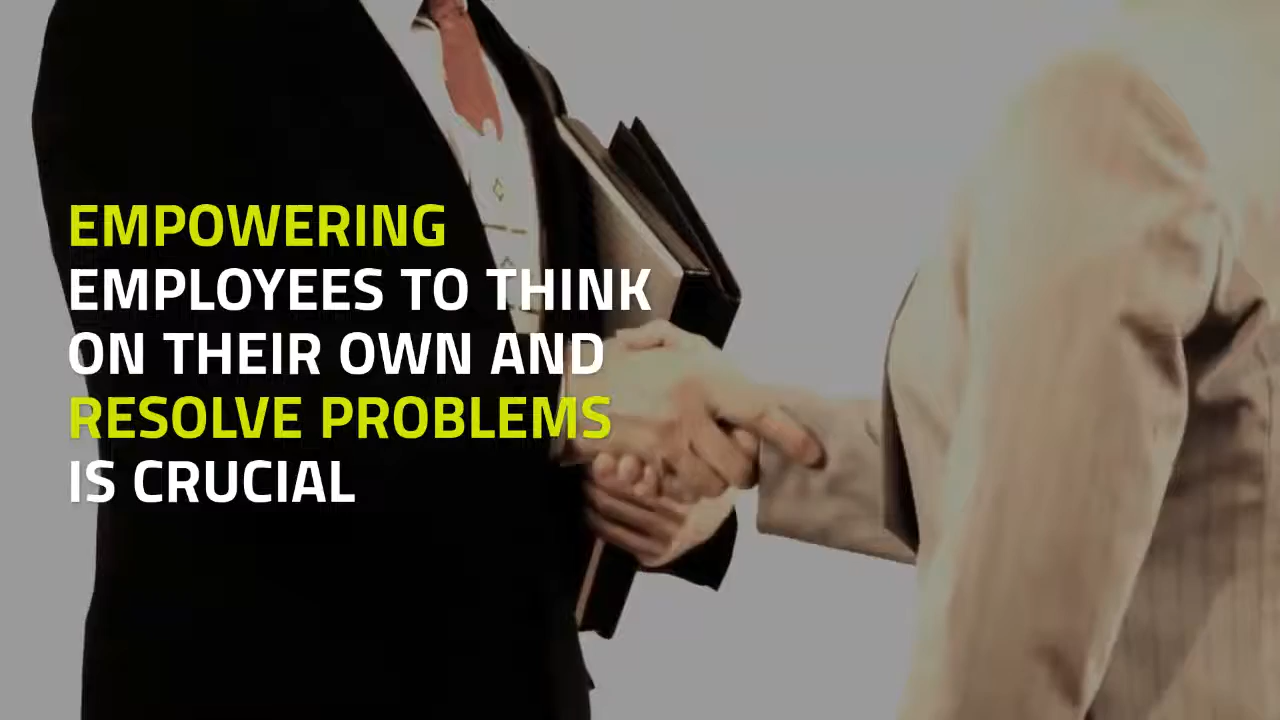 EMPOWERING
EMPLOYEES TO THINK
ON THEIR OWN AND
RESOLVE PROBLEMS
IS CRUCIAL